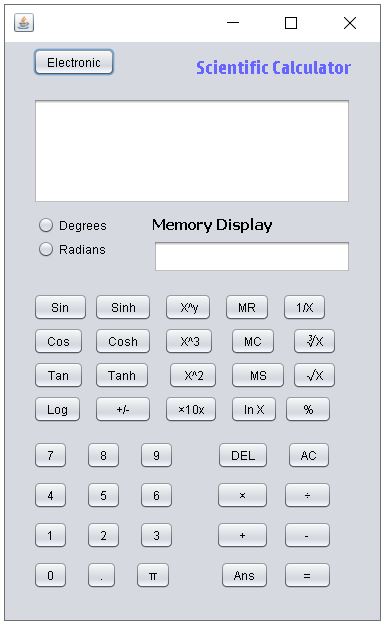 Electronic
Scientific Calculator
Degrees
Memory Display
Radians
Sin Sinh X^y MR 1/X
Cos Cosh X^3 MC ∛X
Tan Tanh X^2 MS √X
Log +/- ×10x ln X %
7 8 9 DEL AC
4 5 6 × ÷
1 2 3 + -
0 . π Ans =